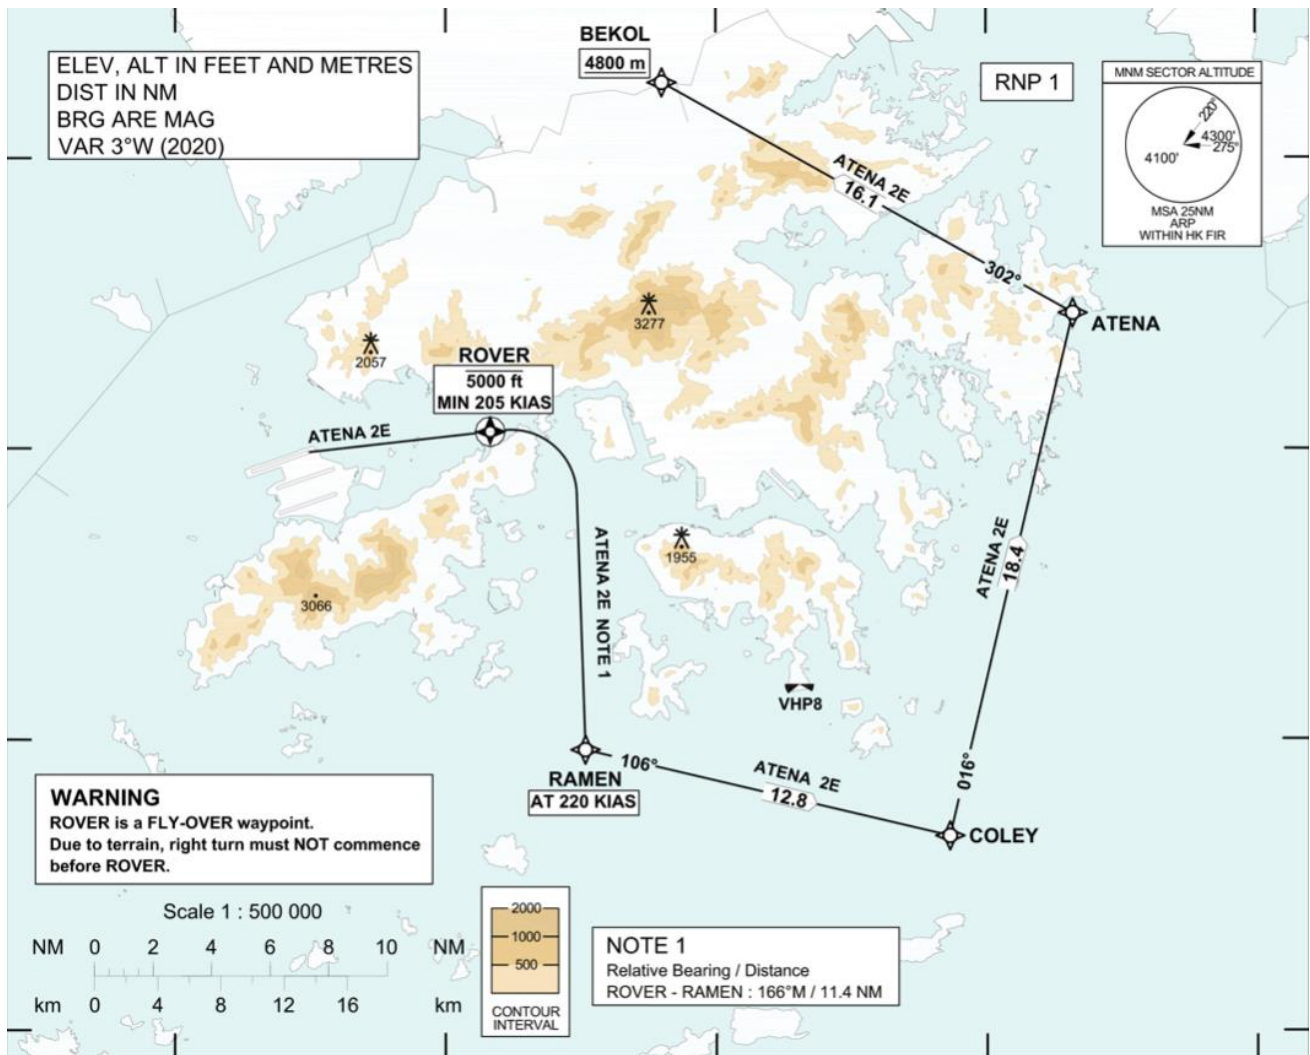 BEKOL
4800 m
ELEV, ALT IN FEET AND METRES
DIST IN NM
BRG ARE MAG
VAR 3°W (2020)
RNP 1
MNM SECTOR ALTITUDE
220°
4300'
275°
4100'
MSA 25NM
ARP
WITHIN HK FIR
ATENA 2E
16.1
302°
ATENA
3277
2057
ROVER
5000 ft
MIN 205 KIAS
ATENA 2E
ATENA 2E NOTE 1
1955
3066
VHP8
ATENA 2E
18.4
016°
RAMEN
AT 220 KIAS
106°
ATENA 2E
12.8
COLEY
WARNING
ROVER is a FLY-OVER waypoint.
Due to terrain, right turn must NOT commence
before ROVER.
Scale 1 : 500 000
NM 0 2 4 6 8 10 NM
km 0 4 8 12 16 km
2000
1000
500
CONTOUR
INTERVAL
NOTE 1
Relative Bearing / Distance
ROVER - RAMEN : 166°M / 11.4 NM